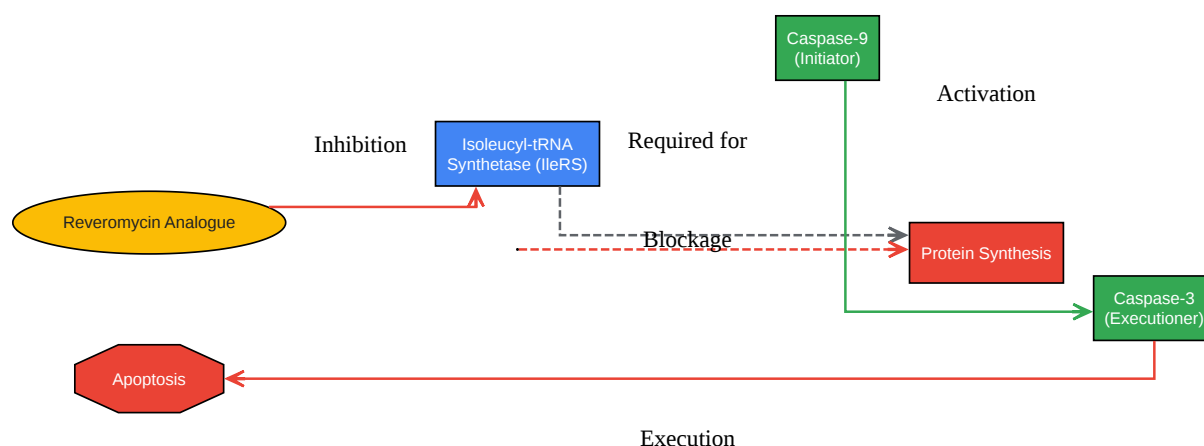 Caspase-9
(Initiator)
Activation
Inhibition
Isoleucyl-tRNA
Synthetase (IleRS)
Required for
Reveromycin Analogue
Blockage
Protein Synthesis
Caspase-3
(Executioner)
Apoptosis
Execution